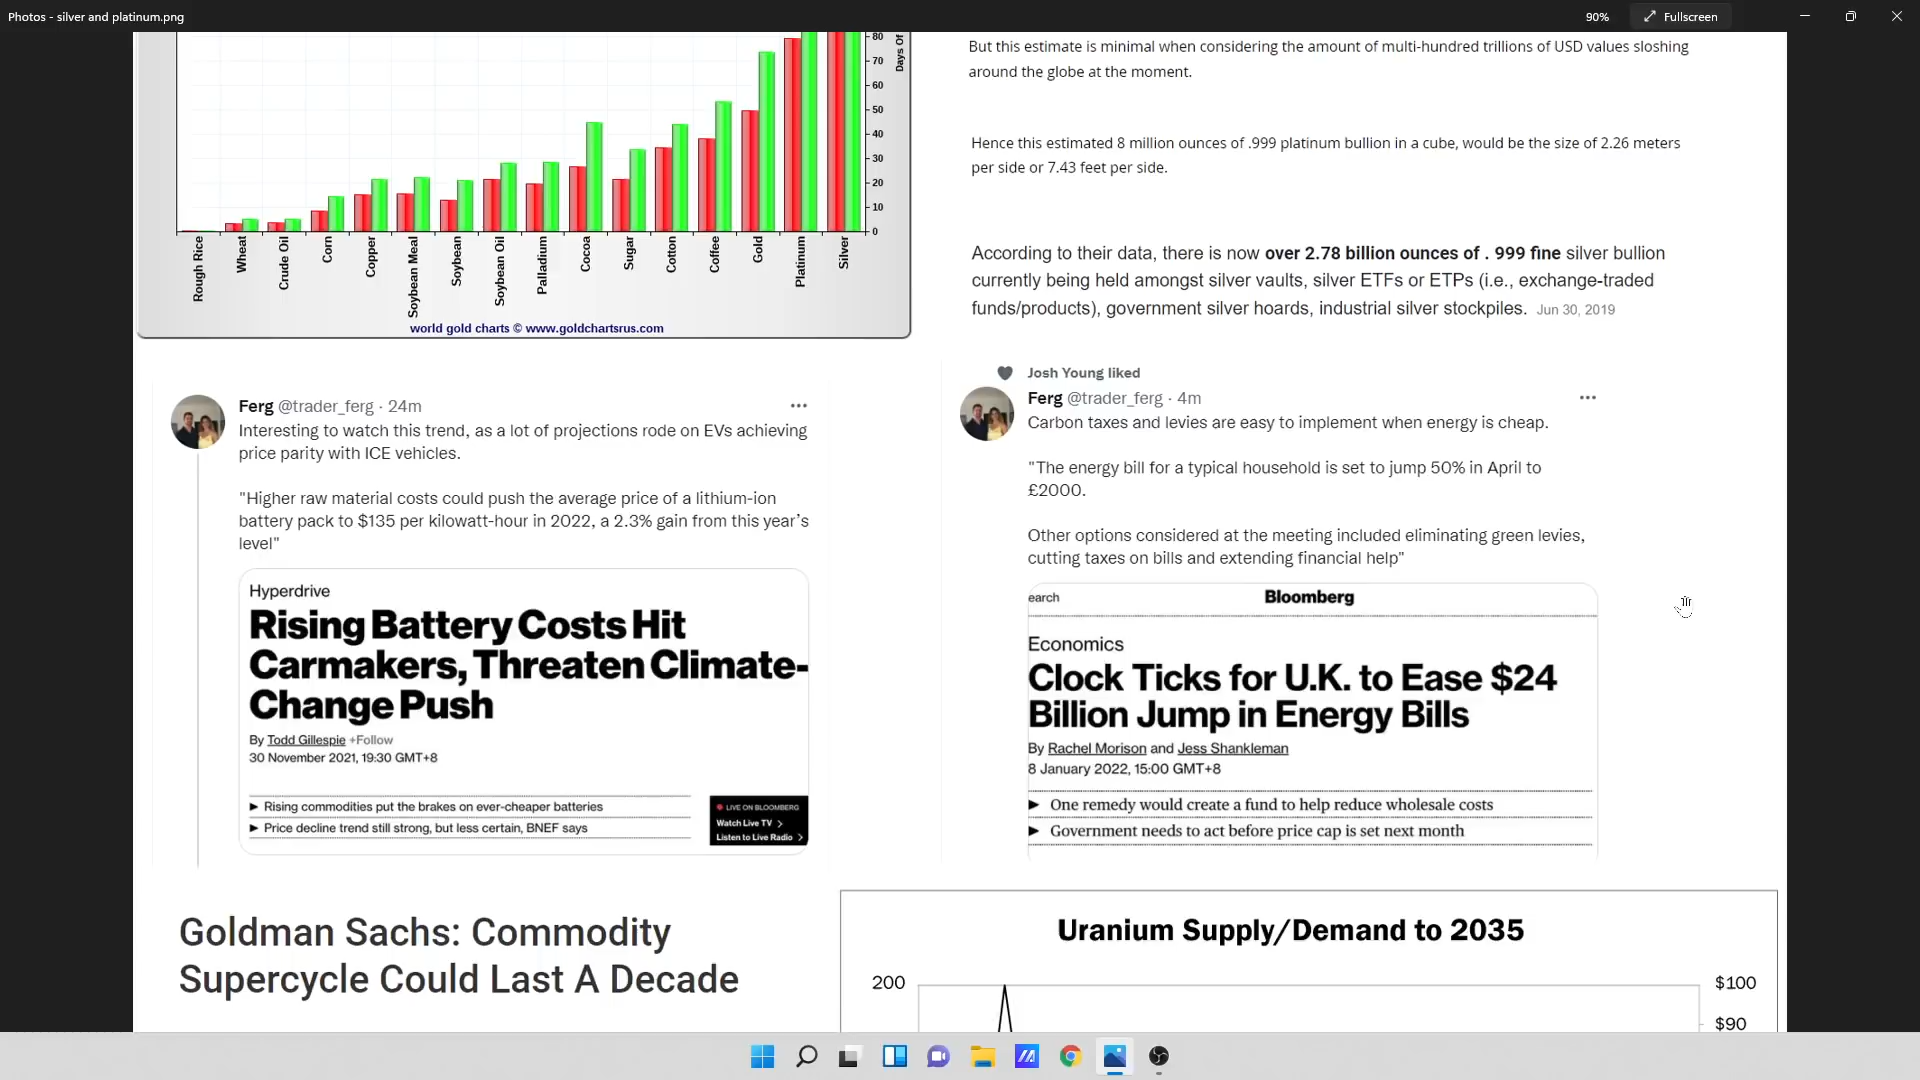 Photos - silver and platinum.png
90%
Fullscreen
80
70
60
50
40
30
20
10
0
Days Of
Rough Rice
Wheat
Crude Oil
Corn
Copper
Soybean Meal
Soybean
Soybean Oil
Palladium
Cocoa
Sugar
Cotton
Coffee
Gold
Platinum
Silver
world gold charts © www.goldchartsrus.com
But this estimate is minimal when considering the amount of multi-hundred trillions of USD values sloshing
around the globe at the moment.
Hence this estimated 8 million ounces of .999 platinum bullion in a cube, would be the size of 2.26 meters
per side or 7.43 feet per side.
According to their data, there is now over 2.78 billion ounces of . 999 fine silver bullion
currently being held amongst silver vaults, silver ETFs or ETPs (i.e., exchange-traded
funds/products), government silver hoards, industrial silver stockpiles. Jun 30, 2019
Ferg @trader_ferg · 24m
Interesting to watch this trend, as a lot of projections rode on EVs achieving
price parity with ICE vehicles.
"Higher raw material costs could push the average price of a lithium-ion
battery pack to $135 per kilowatt-hour in 2022, a 2.3% gain from this year's
level"
Hyperdrive
Rising Battery Costs Hit
Carmakers, Threaten Climate-
Change Push
By Todd Gillespie +Follow
30 November 2021, 19:30 GMT+8
Rising commodities put the brakes on ever-cheaper batteries
Price decline trend still strong, but less certain, BNEF says
LIVE ON BLOOMBERG
Watch Live TV
Listen to Live Radio
Josh Young liked
Ferg @trader_ferg · 4m
Carbon taxes and levies are easy to implement when energy is cheap.
"The energy bill for a typical household is set to jump 50% in April to
£2000.
Other options considered at the meeting included eliminating green levies,
cutting taxes on bills and extending financial help"
earch
Bloomberg
Economics
Clock Ticks for U.K. to Ease $24
Billion Jump in Energy Bills
By Rachel Morison and Jess Shankleman
8 January 2022, 15:00 GMT+8
One remedy would create a fund to help reduce wholesale costs
Government needs to act before price cap is set next month
Goldman Sachs: Commodity
Supercycle Could Last A Decade
Uranium Supply/Demand to 2035
200
$100
$90